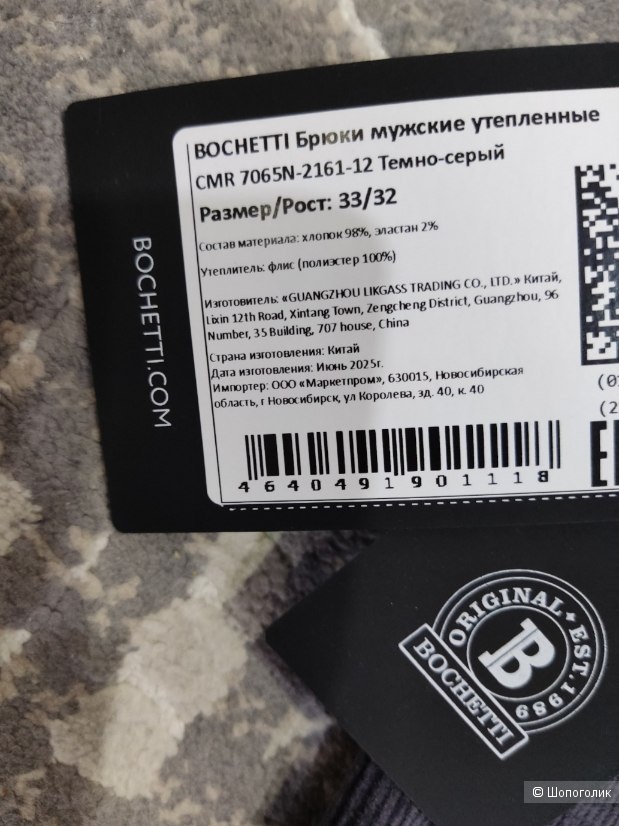 BOCHETTI Брюки мужские утепленные
CMR 7065N-2161-12 Темно-серый
Размер/Рост: 33/32
Состав материала: хлопок 98%, эластан 2%
Утеплитель: флис (полиэстер 100%)
Изготовитель: «GUANGZHOU LIKGASS TRADING CO., LTD.» Китай,
Lixin 12th Road, Xintang Town, Zengcheng District, Guangzhou, 96
Number, 35 Building, 707 house, China
Страна изготовления: Китай
Дата изготовления: Июнь 2025г.
Импортер: ООО «Маркетпром», 630015, Новосибирская
область, г Новосибирск, ул Королева, зд. 40, к. 40
4640491901118
BOCHETTI.COM
ORIGINAL + EST. 1989
B
BOCHETTI
© Шопоголик